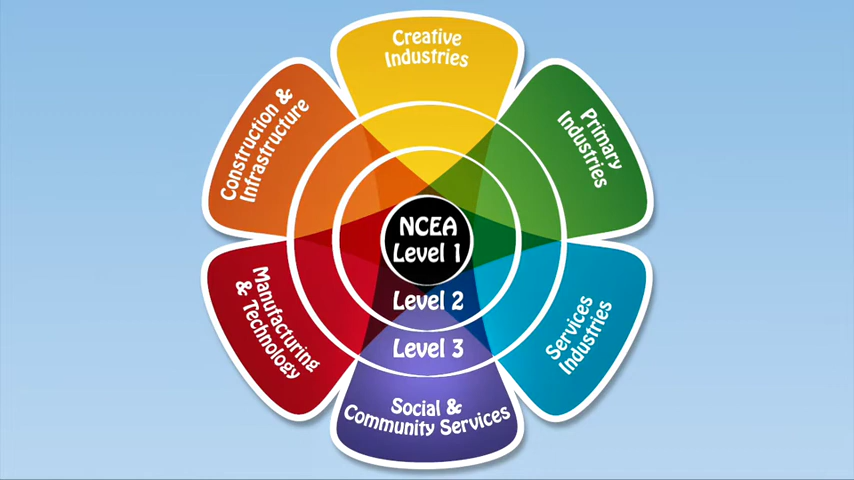 Creative
Industries
Construction &
Infrastructure
Primary
Industries
NCEA
Level 1
Level 2
Level 3
Manufacturing
& Technology
Services
Industries
Social &
Community Services